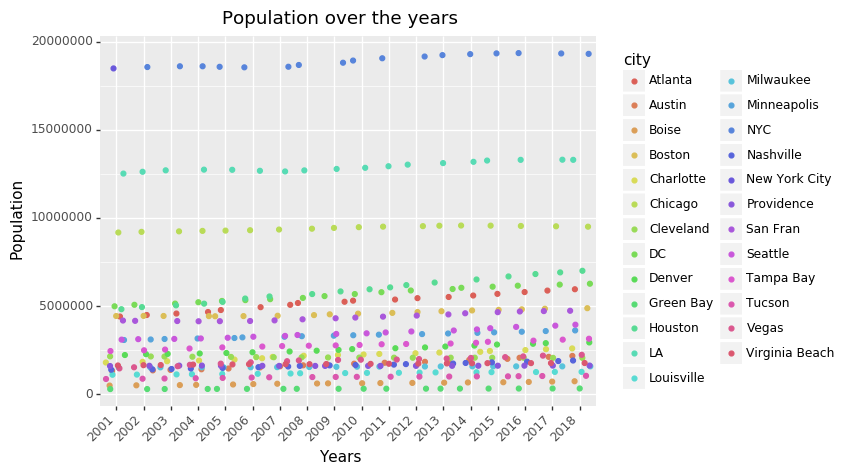 Population over the years
20000000
15000000
10000000
5000000
0
Population
2001 2002 2003 2004 2005 2006 2007 2008 2009 2010 2011 2012 2013 2014 2015 2016 2017 2018
Years
city
Atlanta
Austin
Boise
Boston
Charlotte
Chicago
Cleveland
DC
Denver
Green Bay
Houston
LA
Louisville
Milwaukee
Minneapolis
NYC
Nashville
New York City
Providence
San Fran
Seattle
Tampa Bay
Tucson
Vegas
Virginia Beach